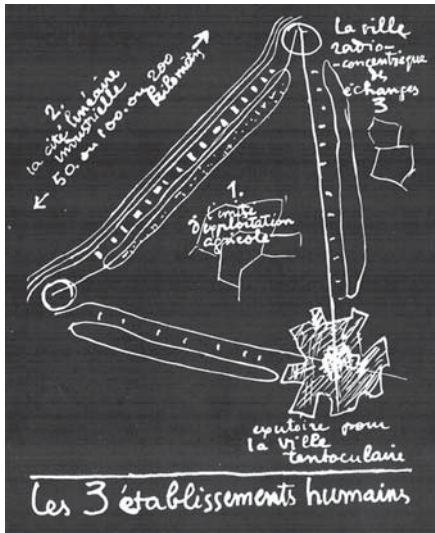 la ville
radio-
-concentrique
des
échanges
3
2.
la cité linéaire
industrielle
50. ou 100. ou 200
kilomètres
1.
l'unité
d'exploitation
agricole
exutoire pour
la ville
tentaculaire
Les 3 établissements humains